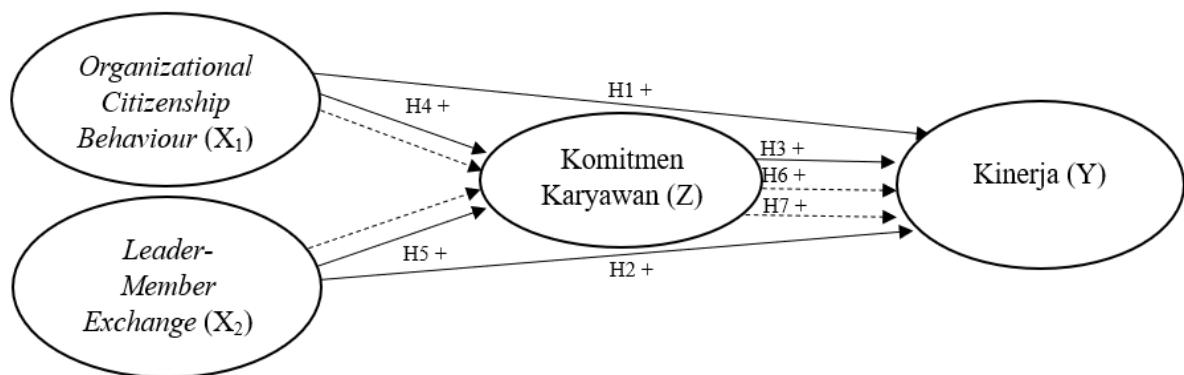 Organizational
Citizenship
Behaviour (X₁)
H4 +
H1 +
Komitmen
Karyawan (Z)
H3 +
H6 +
H7 +
Kinerja (Y)
Leader-
Member
Exchange (X₂)
H5 +
H2 +